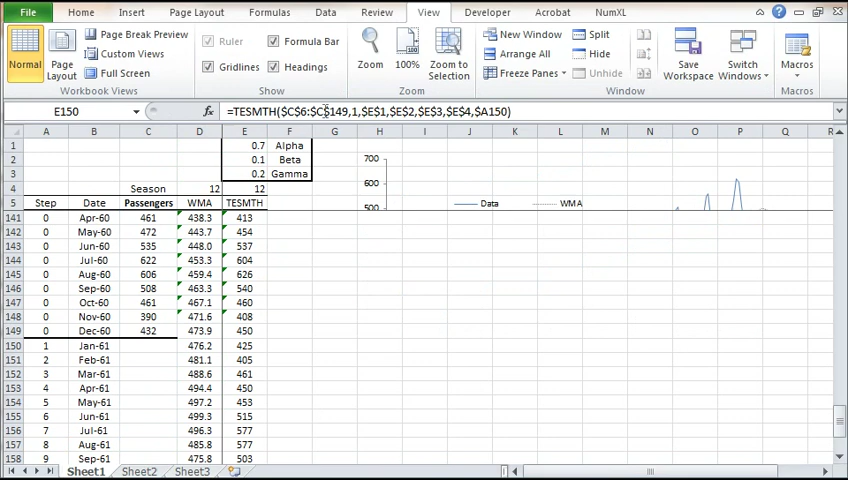 File Home Insert Page Layout Formulas Data Review View Developer Acrobat NumXL
Normal
Page Layout
Page Break Preview
Custom Views
Full Screen
Workbook Views
Ruler
Formula Bar
Gridlines
Headings
Show
Zoom
100%
Zoom to Selection
Zoom
New Window
Arrange All
Freeze Panes
Split
Hide
Unhide
Save Workspace
Switch Windows
Window
Macros
Macros
E150 fx =TESMTH($C$6:$C$149,1,$E$1,$E$2,$E$3,$E$4,$A150)
A B C D E F G H I J K L M N O P Q R
1 0.7 Alpha 700
2 0.1 Beta
3 0.2 Gamma 600
4 Season 12 12
5 Step Date Passengers WMA TESMTH 500 Data WMA
141 0 Apr-60 461 438.3 413
142 0 May-60 472 443.7 454
143 0 Jun-60 535 448.0 537
144 0 Jul-60 622 453.3 604
145 0 Aug-60 606 459.4 626
146 0 Sep-60 508 463.3 540
147 0 Oct-60 461 467.1 460
148 0 Nov-60 390 471.6 408
149 0 Dec-60 432 473.9 450
150 1 Jan-61 476.2 425
151 2 Feb-61 481.1 405
152 3 Mar-61 488.6 461
153 4 Apr-61 494.4 450
154 5 May-61 497.2 453
155 6 Jun-61 499.3 515
156 7 Jul-61 496.3 577
157 8 Aug-61 485.8 577
158 9 Sep-61 475.8 503
Sheet1 Sheet2 Sheet3